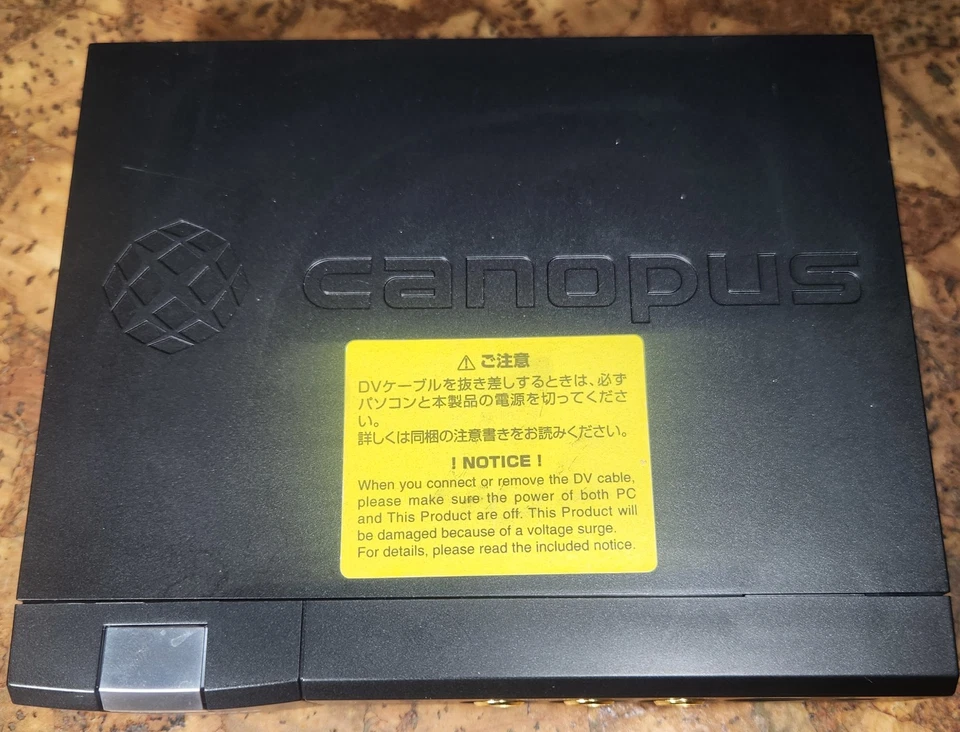 canopus
⚠ ご注意
DVケーブルを抜き差しするときは、必ず
パソコンと本製品の電源を切ってくださ
い。
詳しくは同梱の注意書きをお読みください。
! NOTICE !
When you connect or remove the DV cable,
please make sure the power of both PC
and This Product are off. This Product will
be damaged because of a voltage surge.
For details, please read the included notice.